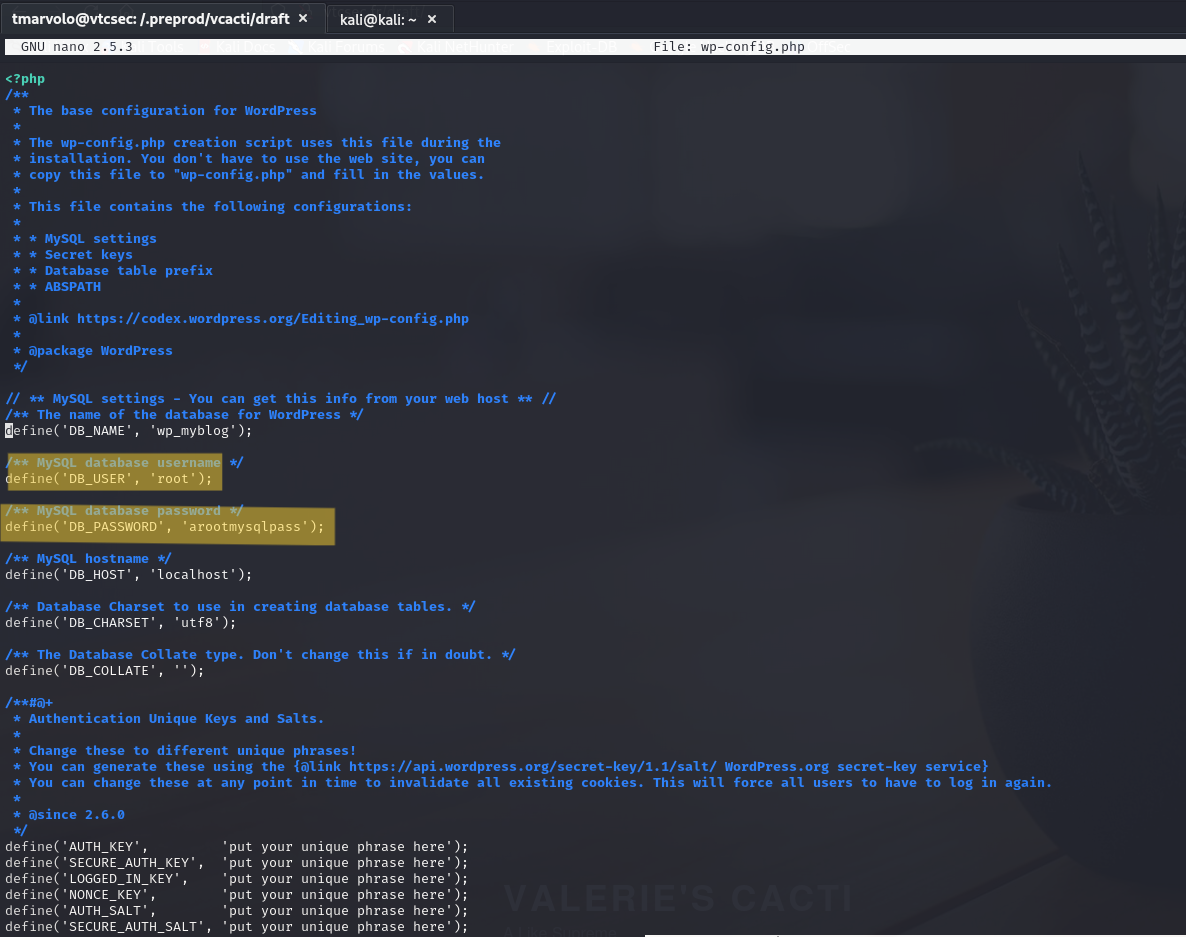 tmarvolo@vtcsec: /.preprod/vcacti/draft ×
kali@kali: ~ ×
GNU nano 2.5.3 File: wp-config.php
<?php
/**
 * The base configuration for WordPress
 *
 * The wp-config.php creation script uses this file during the
 * installation. You don't have to use the web site, you can
 * copy this file to "wp-config.php" and fill in the values.
 *
 * This file contains the following configurations:
 *
 * * MySQL settings
 * * Secret keys
 * * Database table prefix
 * * ABSPATH
 *
 * @link https://codex.wordpress.org/Editing_wp-config.php
 *
 * @package WordPress
 */
// ** MySQL settings - You can get this info from your web host ** //
/** The name of the database for WordPress */
define('DB_NAME', 'wp_myblog');
/** MySQL database username */
define('DB_USER', 'root');
/** MySQL database password */
define('DB_PASSWORD', 'arootmysqlpass');
/** MySQL hostname */
define('DB_HOST', 'localhost');
/** Database Charset to use in creating database tables. */
define('DB_CHARSET', 'utf8');
/** The Database Collate type. Don't change this if in doubt. */
define('DB_COLLATE', '');
/**#@+
 * Authentication Unique Keys and Salts.
 *
 * Change these to different unique phrases!
 * You can generate these using the {@link https://api.wordpress.org/secret-key/1.1/salt/ WordPress.org secret-key service}
 * You can change these at any point in time to invalidate all existing cookies. This will force all users to have to log in again.
 *
 * @since 2.6.0
 */
define('AUTH_KEY',         'put your unique phrase here');
define('SECURE_AUTH_KEY',  'put your unique phrase here');
define('LOGGED_IN_KEY',    'put your unique phrase here');
define('NONCE_KEY',        'put your unique phrase here');
define('AUTH_SALT',        'put your unique phrase here');
define('SECURE_AUTH_SALT', 'put your unique phrase here');
VALERIE'S CACTI